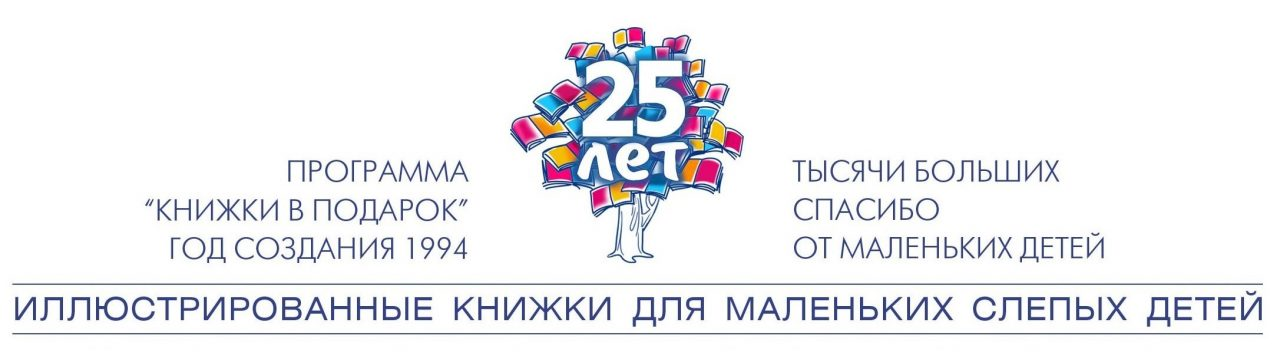 25
лет
ПРОГРАММА
“КНИЖКИ В ПОДАРОК”
ГОД СОЗДАНИЯ 1994
ТЫСЯЧИ БОЛЬШИХ
СПАСИБО
ОТ МАЛЕНЬКИХ ДЕТЕЙ
ИЛЛЮСТРИРОВАННЫЕ КНИЖКИ ДЛЯ МАЛЕНЬКИХ СЛЕПЫХ ДЕТЕЙ